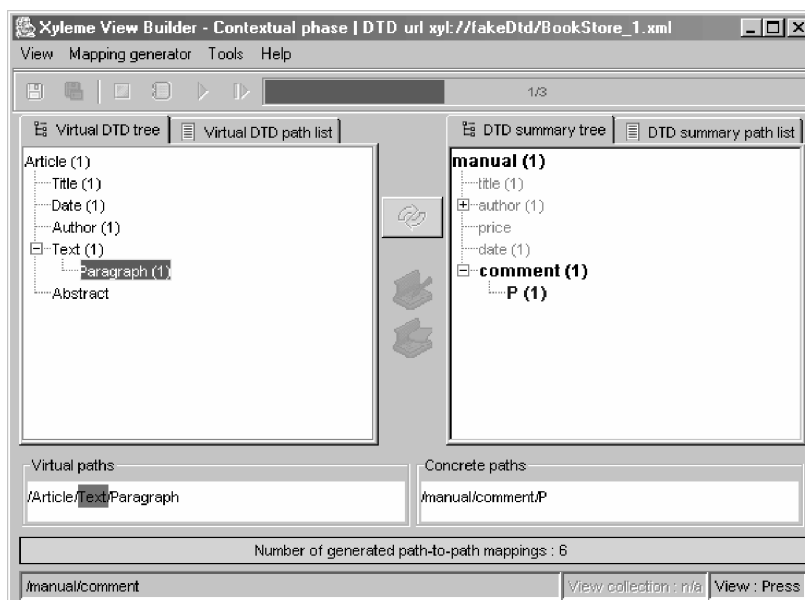 Xyleme View Builder - Contextual phase | DTD url xyl://fakeDtd/BookStore_1.xml
View Mapping generator Tools Help
1/3
Virtual DTD tree Virtual DTD path list
Article (1)
Title (1)
Date (1)
Author (1)
Text (1)
Paragraph (1)
Abstract
DTD summary tree DTD summary path list
manual (1)
title (1)
author (1)
price
date (1)
comment (1)
P (1)
Virtual paths
/Article/Text/Paragraph
Concrete paths
/manual/comment/P
Number of generated path-to-path mappings : 6
/manual/comment View collection : n/a View : Press